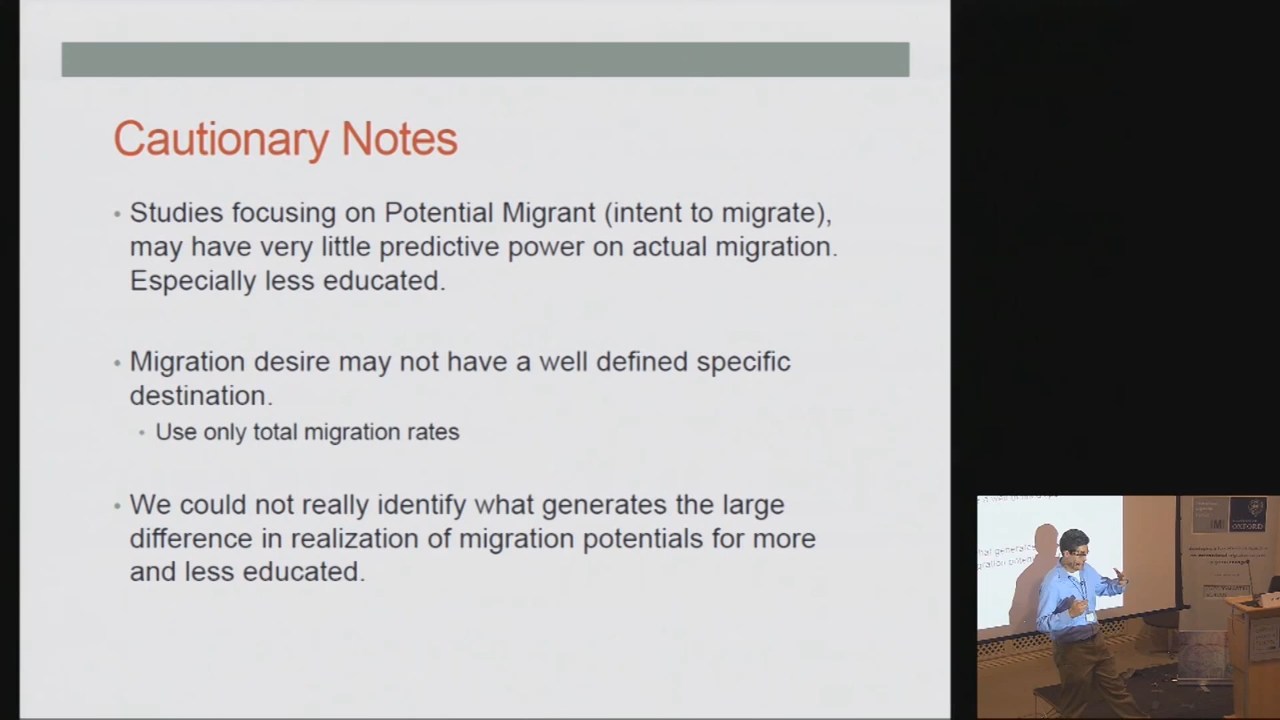 Cautionary Notes
• Studies focusing on Potential Migrant (intent to migrate),
may have very little predictive power on actual migration.
Especially less educated.
• Migration desire may not have a well defined specific
destination.
• Use only total migration rates
• We could not really identify what generates the large
difference in realization of migration potentials for more
and less educated.
OXFORD